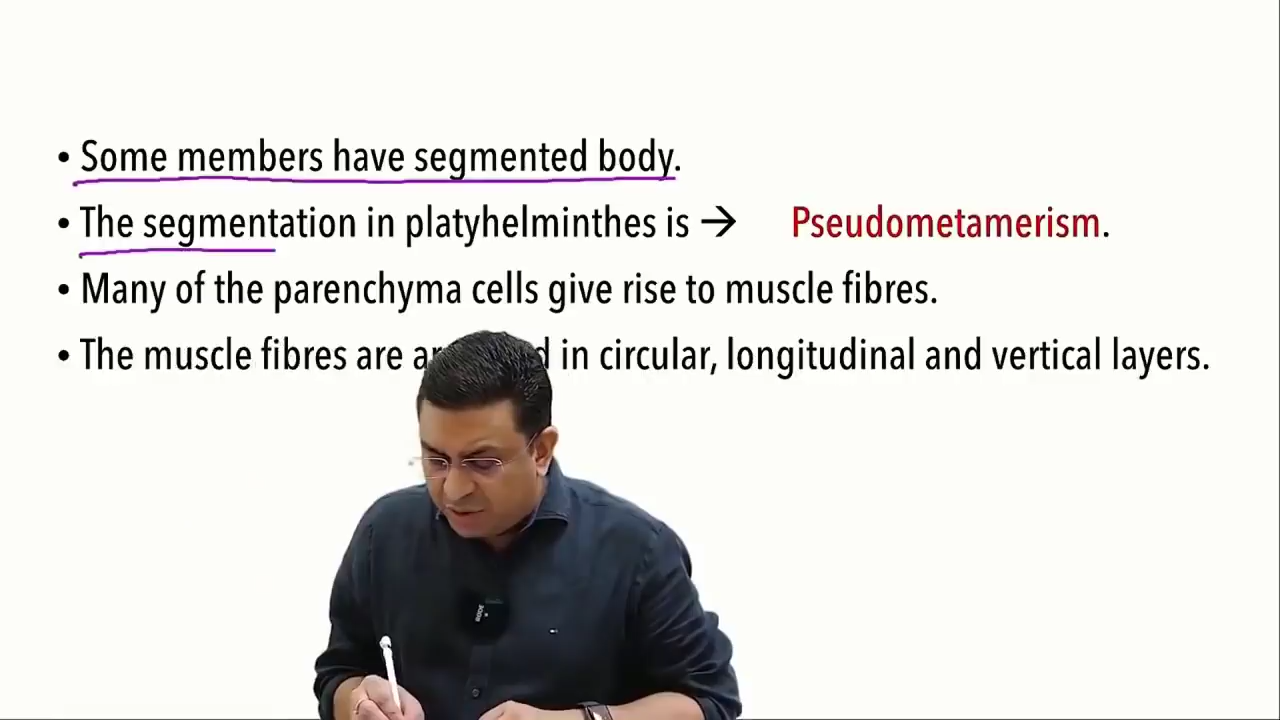 • Some members have segmented body.
• The segmentation in platyhelminthes is → Pseudometamerism.
• Many of the parenchyma cells give rise to muscle fibres.
• The muscle fibres are in circular, longitudinal and vertical layers.
RODE